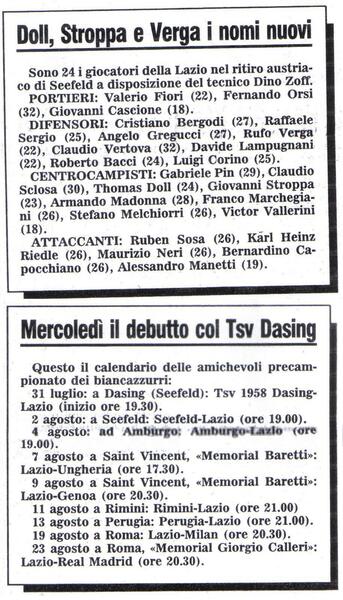 Doll, Stroppa e Verga i nomi nuovi
Sono 24 i giocatori della Lazio nel ritiro austria-
co di Seefeld a disposizione del tecnico Dino Zoff.
PORTIERI: Valerio Fiori (22), Fernando Orsi
(32), Giovanni Cascione (18).
DIFENSORI: Cristiano Bergodi (27), Raffaele
Sergio (25), Angelo Gregucci (27), Rufo Verga
(22), Claudio Vertova (32), Davide Lampugnani
(22), Roberto Bacci (24), Luigi Corino (25).
CENTROCAMPISTI: Gabriele Pin (29), Claudio
Sclosa (30), Thomas Doll (24), Giovanni Stroppa
(23), Armando Madonna (28), Franco Marchegia-
ni (26), Stefano Melchiorri (26), Victor Vallerini
(18).
ATTACCANTI: Ruben Sosa (26), Karl Heinz
Riedle (26), Maurizio Neri (26), Bernardino Ca-
pocchiano (26), Alessandro Manetti (19).
Mercoledì il debutto col Tsv Dasing
Questo il calendario delle amichevoli precam-
pionato dei biancazzurri:
31 luglio: a Dasing (Seefeld): Tsv 1958 Dasing-
Lazio (inizio ore 19.30).
2 agosto: a Seefeld: Seefeld-Lazio (ore 19.00).
4 agosto: ad Amburgo: Amburgo-Lazio (ore
19.00).
7 agosto a Saint Vincent, «Memorial Baretti»:
Lazio-Ungheria (ore 17.30).
9 agosto a Saint Vincent, «Memorial Baretti»:
Lazio-Genoa (ore 20.30).
11 agosto a Rimini: Rimini-Lazio (ore 21.00)
13 agosto a Perugia: Perugia-Lazio (ore 21.00).
19 agosto a Roma: Lazio-Milan (ore 20.30).
23 agosto a Roma, «Memorial Giorgio Calleri»:
Lazio-Real Madrid (ore 20.30).